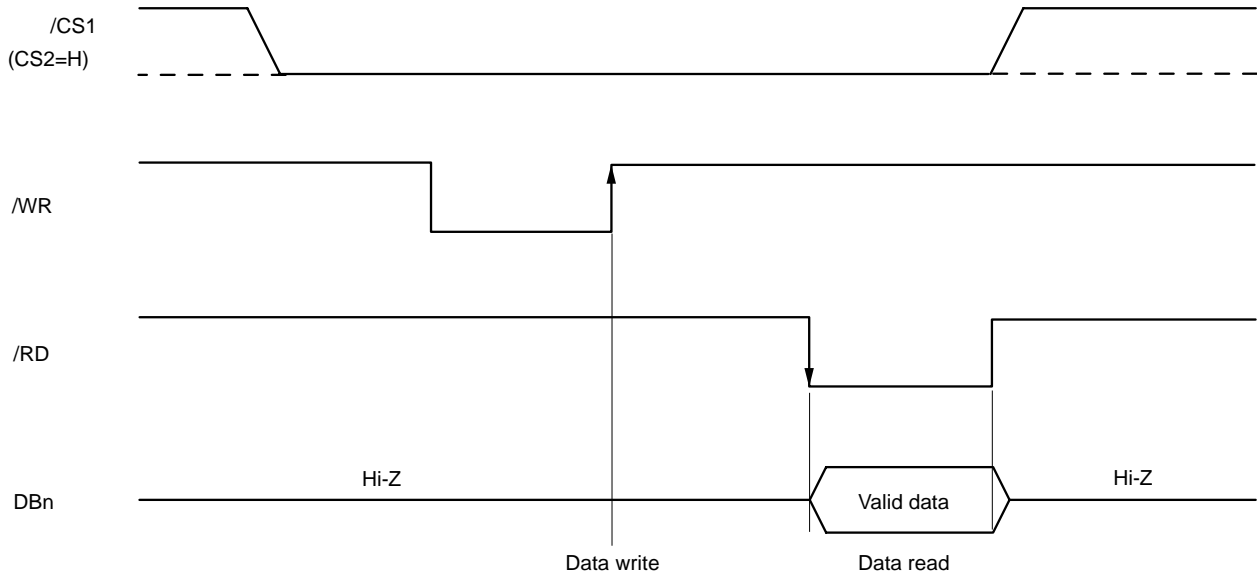 /CS1
(CS2=H)
/WR
/RD
Hi-Z
Hi-Z
DBn
Valid data
Data write
Data read